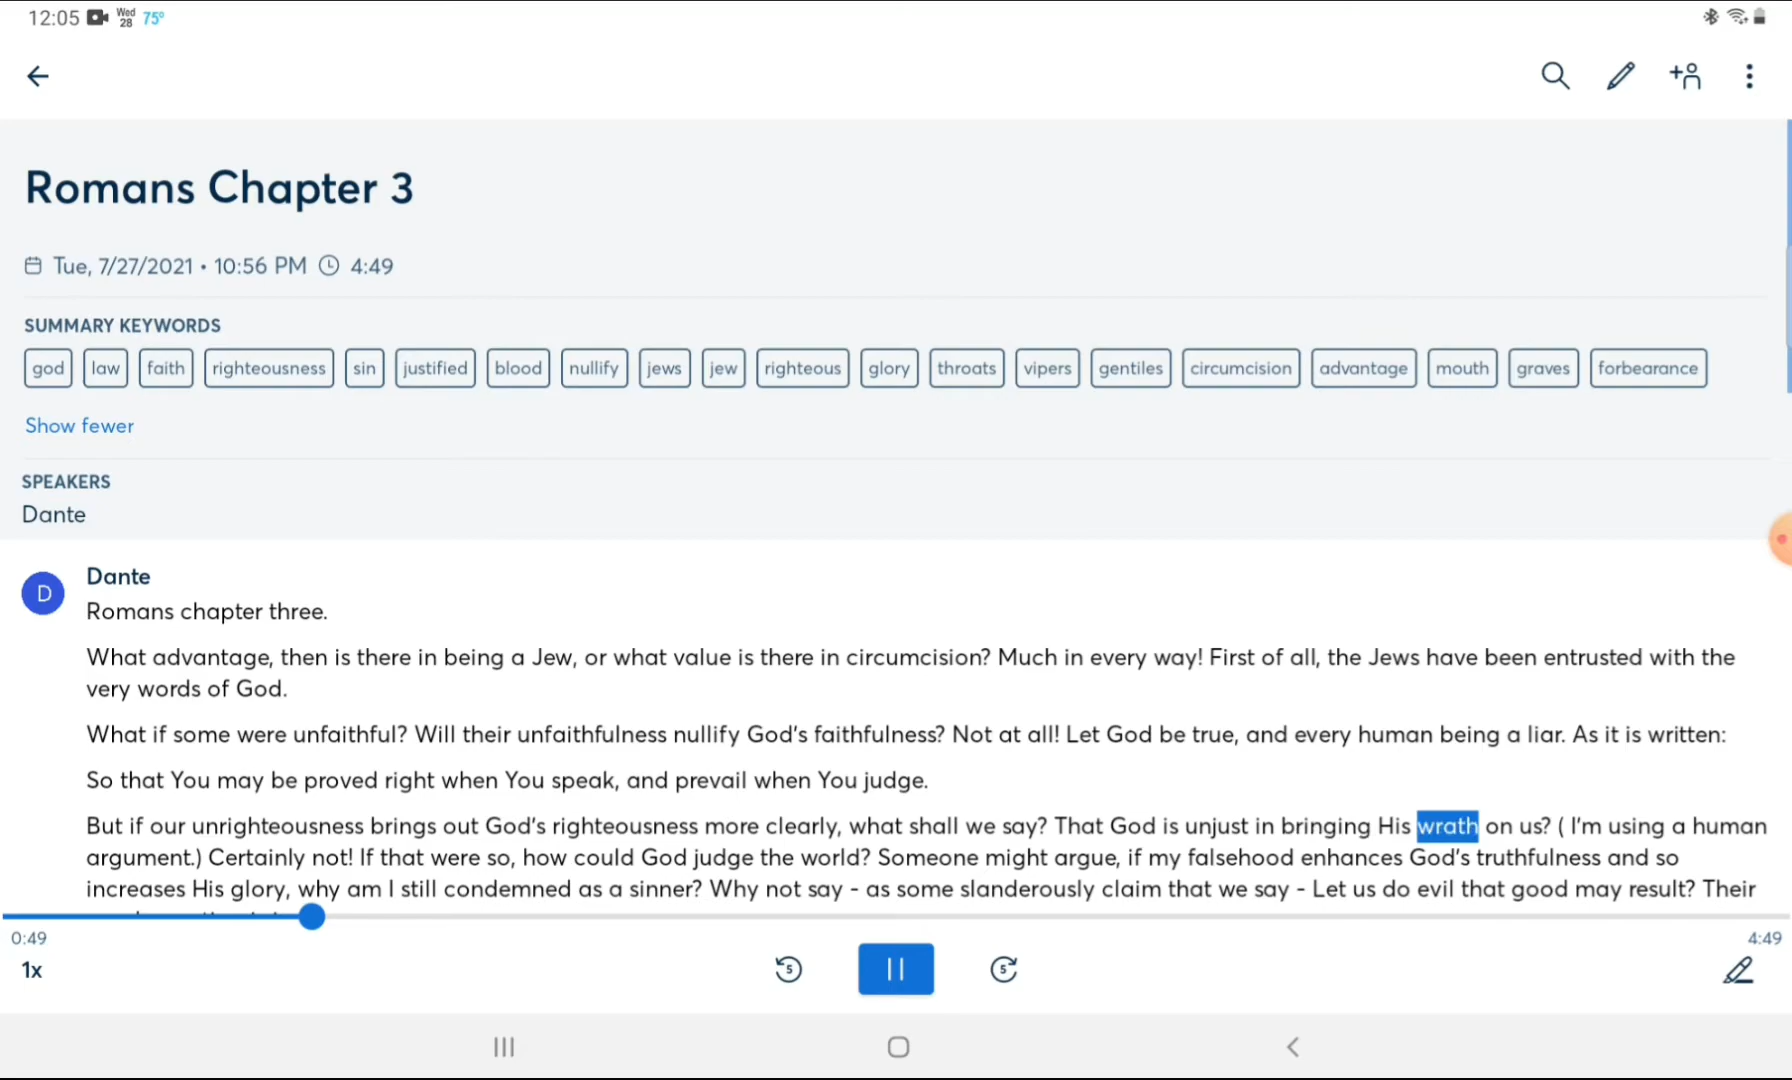 12:05 Wed 28 75°
Romans Chapter 3
Tue, 7/27/2021 • 10:56 PM 4:49
SUMMARY KEYWORDS
god law faith righteousness sin justified blood nullify jews jew righteous glory throats vipers gentiles circumcision advantage mouth graves forbearance
Show fewer
SPEAKERS
Dante
D Dante
Romans chapter three.
What advantage, then is there in being a Jew, or what value is there in circumcision? Much in every way! First of all, the Jews have been entrusted with the
very words of God.
What if some were unfaithful? Will their unfaithfulness nullify God's faithfulness? Not at all! Let God be true, and every human being a liar. As it is written:
So that You may be proved right when You speak, and prevail when You judge.
But if our unrighteousness brings out God's righteousness more clearly, what shall we say? That God is unjust in bringing His wrath on us? ( I'm using a human
argument.) Certainly not! If that were so, how could God judge the world? Someone might argue, if my falsehood enhances God's truthfulness and so
increases His glory, why am I still condemned as a sinner? Why not say - as some slanderously claim that we say - Let us do evil that good may result? Their
0:49 4:49
1x 5 5